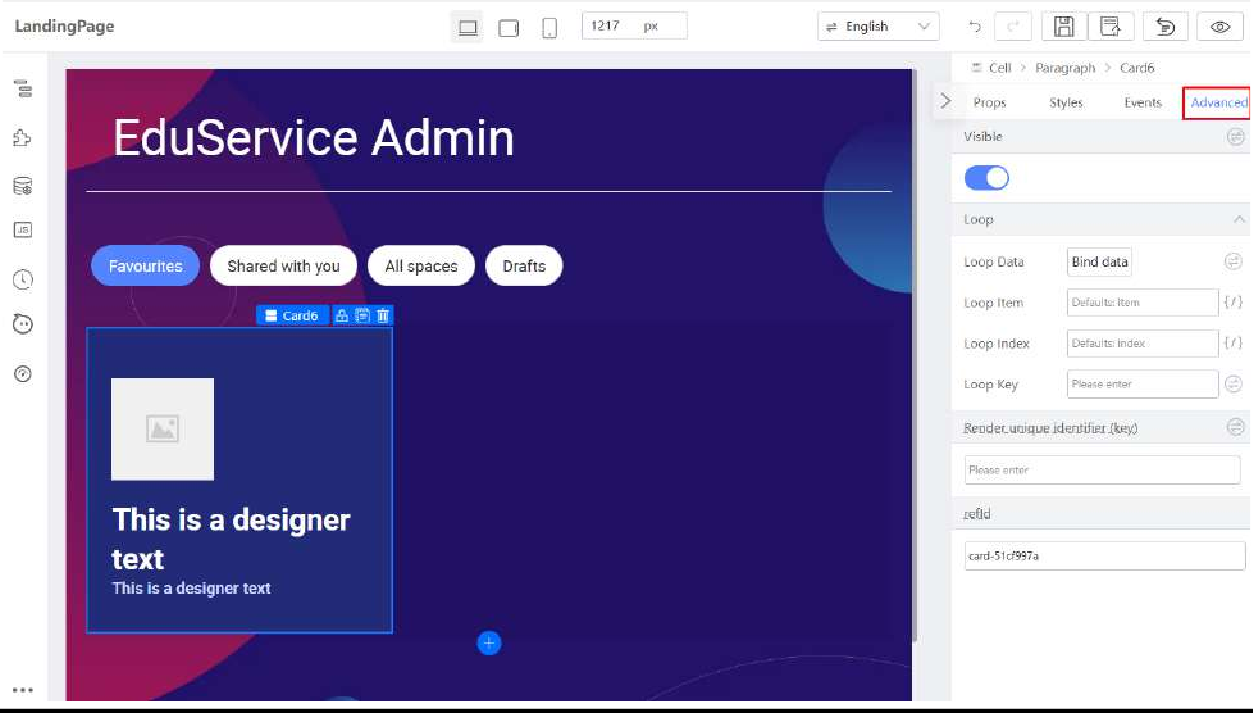 LandingPage
1217 px
English
Cell > Paragraph > Card6
Props Styles Events Advanced
EduService Admin
Visible
Loop
Favourites Shared with you All spaces Drafts
Loop Data Bind data
Loop Item Defaults: item {/}
Card6
Loop Index Defaults: index {/}
Loop Key Please enter
Render unique identifier (key)
Please enter
This is a designer
text
This is a designer text
refId
card-51cf997a
JS